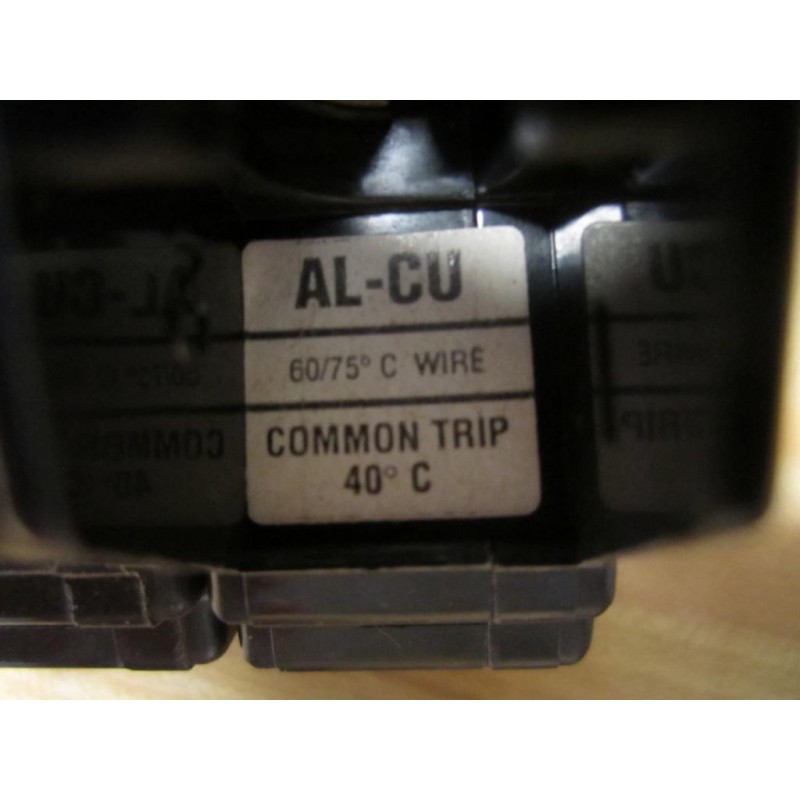 AL-CU
60/75° C WIRE
COMMON TRIP
40° C